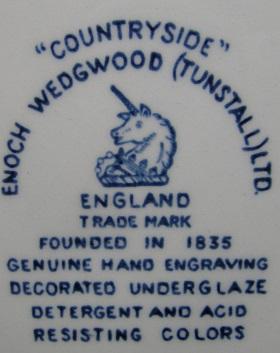 "COUNTRYSIDE"
ENOCH WEDGWOOD (TUNSTALL) LTD.
ENGLAND
TRADE MARK
FOUNDED IN 1835
GENUINE HAND ENGRAVING
DECORATED UNDERGLAZE
DETERGENT AND ACID
RESISTING COLORS